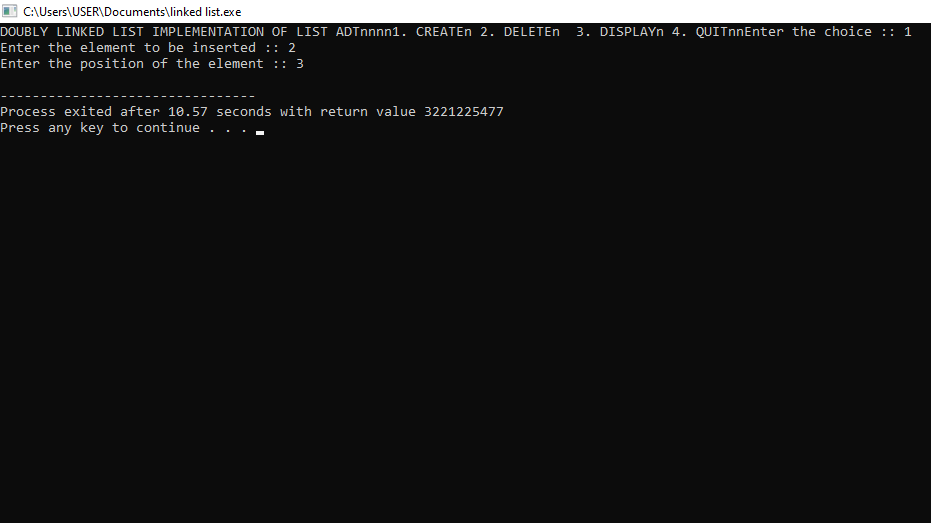 C:\Users\USER\Documents\linked list.exe
DOUBLY LINKED LIST IMPLEMENTATION OF LIST ADTnnnn1. CREATEn 2. DELETEn  3. DISPLAYn 4. QUITnnEnter the choice :: 1
Enter the element to be inserted :: 2
Enter the position of the element :: 3
--------------------------------
Process exited after 10.57 seconds with return value 3221225477
Press any key to continue . . .